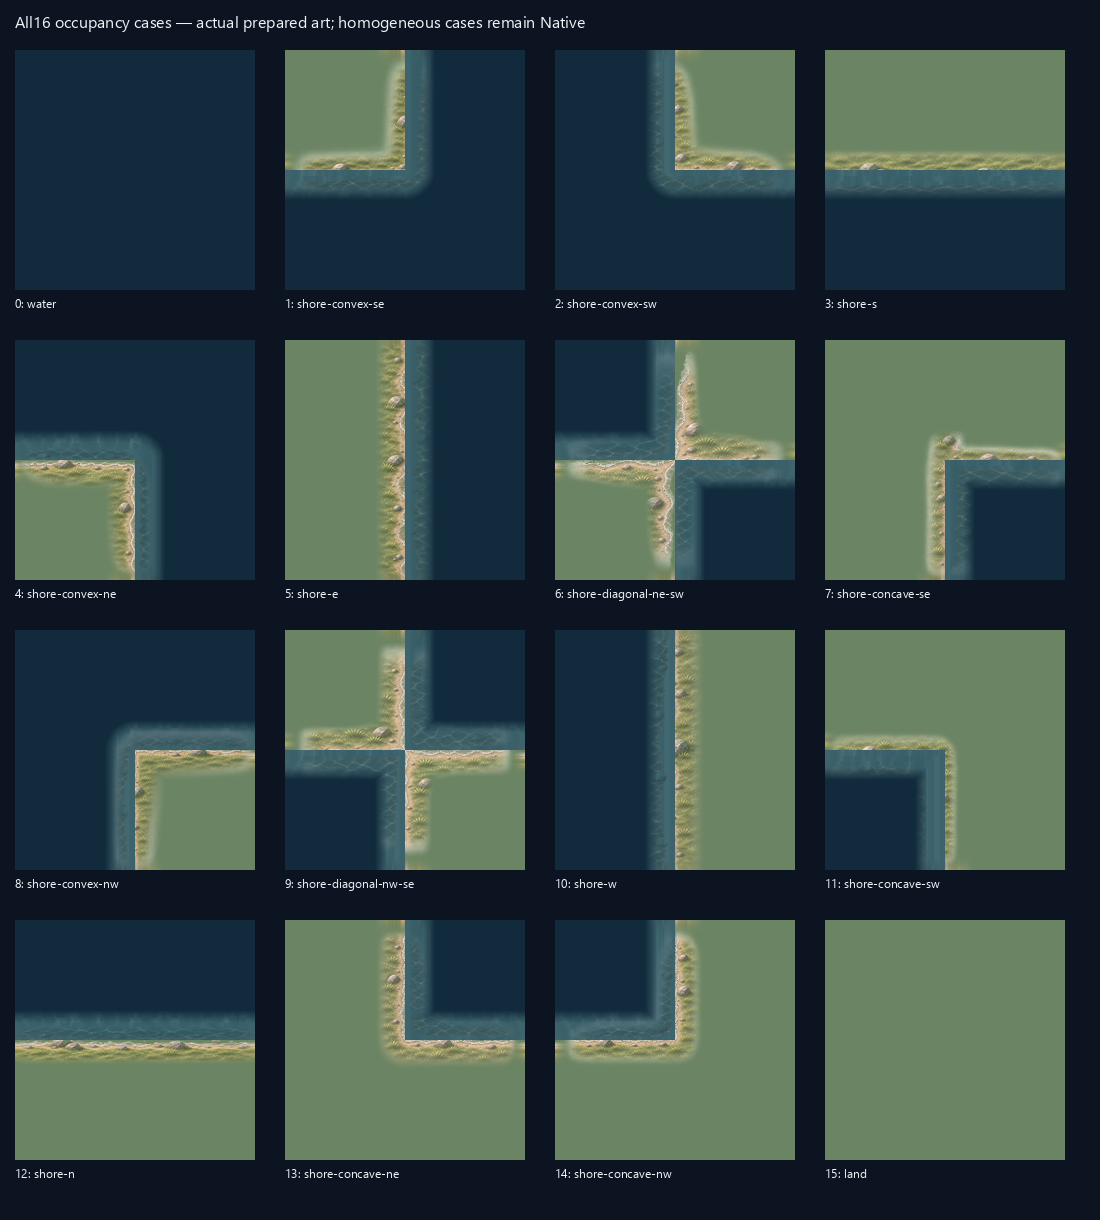 All16 occupancy cases — actual prepared art; homogeneous cases remain Native
0: water
1: shore-convex-se
2: shore-convex-sw
3: shore-s
4: shore-convex-ne
5: shore-e
6: shore-diagonal-ne-sw
7: shore-concave-se
8: shore-convex-nw
9: shore-diagonal-nw-se
10: shore-w
11: shore-concave-sw
12: shore-n
13: shore-concave-ne
14: shore-concave-nw
15: land